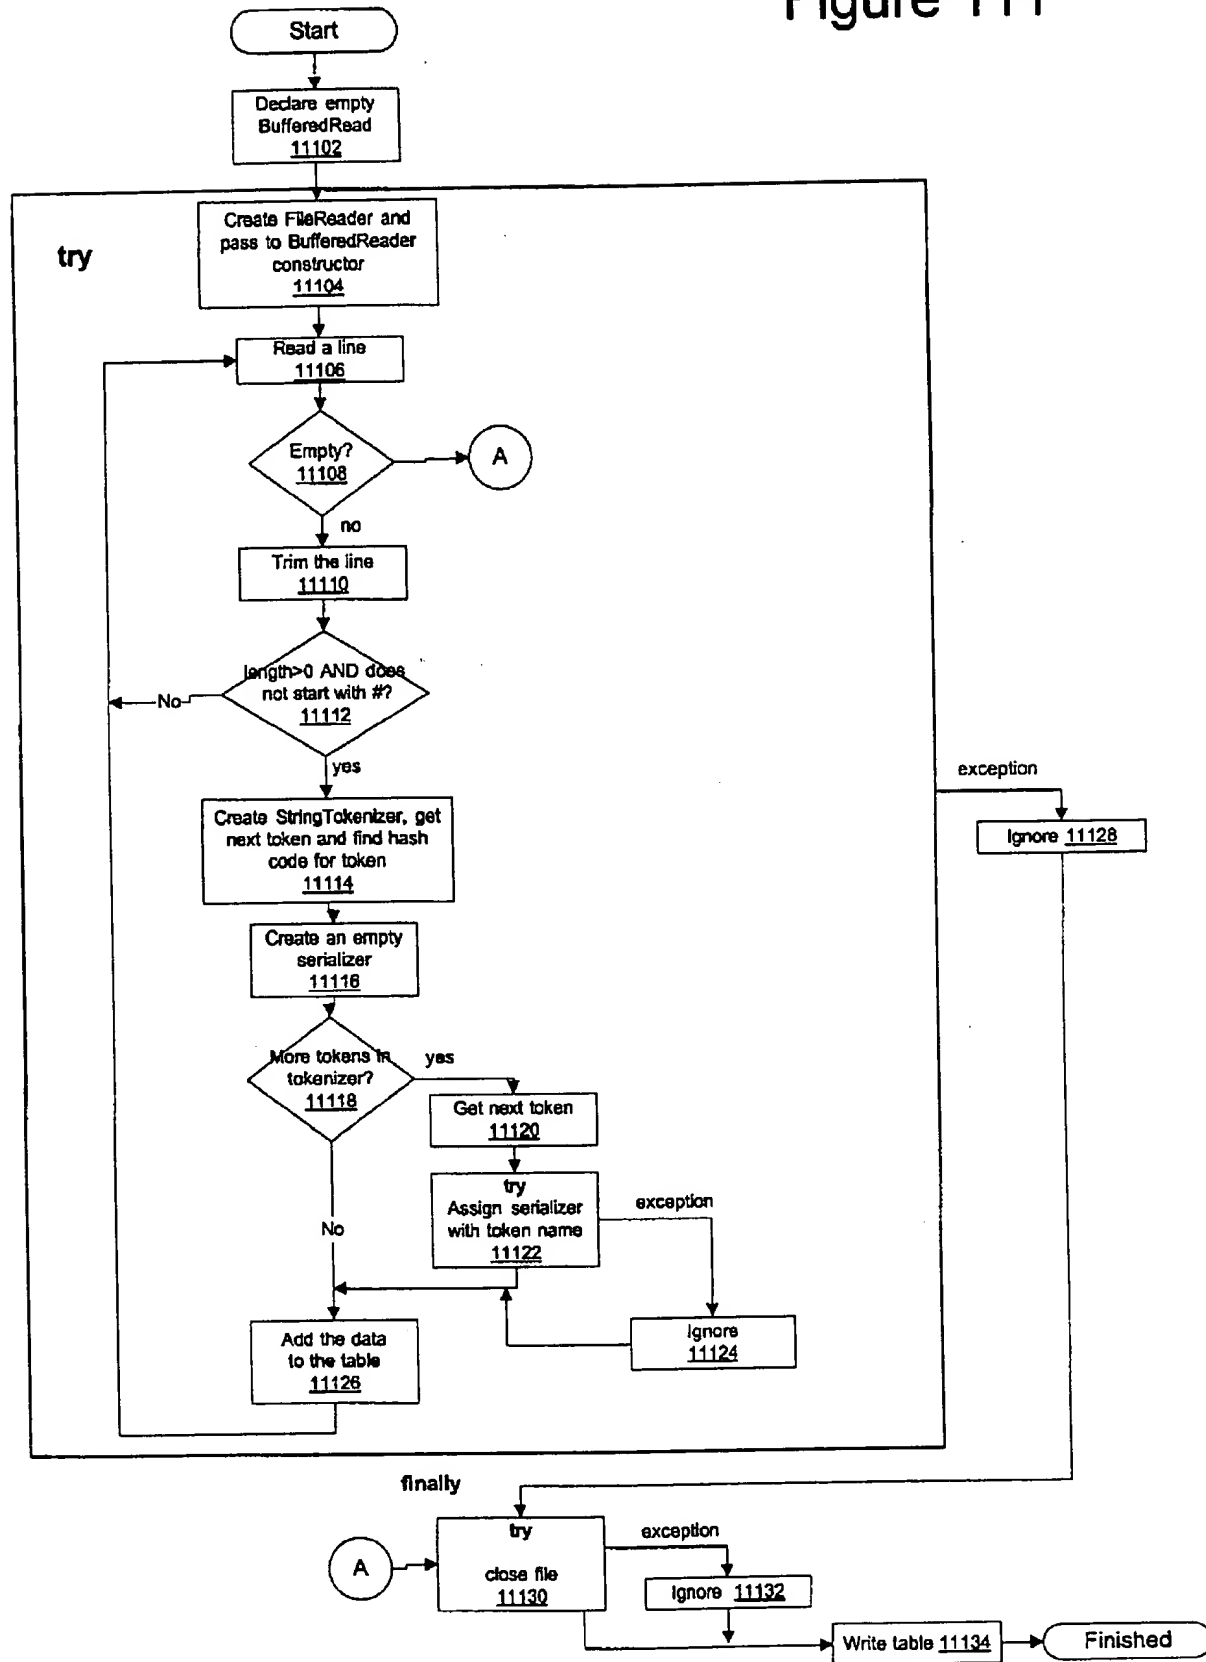 Figure 111
Start
Declare empty
BufferedRead
11102
try
Create FileReader and
pass to BufferedReader
constructor
11104
Read a line
11106
Empty?
11108
A
no
Trim the line
11110
length>0 AND does
not start with #?
11112
No
yes
exception
Ignore 11128
Create StringTokenizer, get
next token and find hash
code for token
11114
Create an empty
serializer
11116
More tokens in
tokenizer?
11118
yes
Get next token
11120
try
Assign serializer
with token name
11122
exception
No
Ignore
11124
Add the data
to the table
11126
finally
A
try
close file
11130
exception
Ignore 11132
Write table 11134
Finished